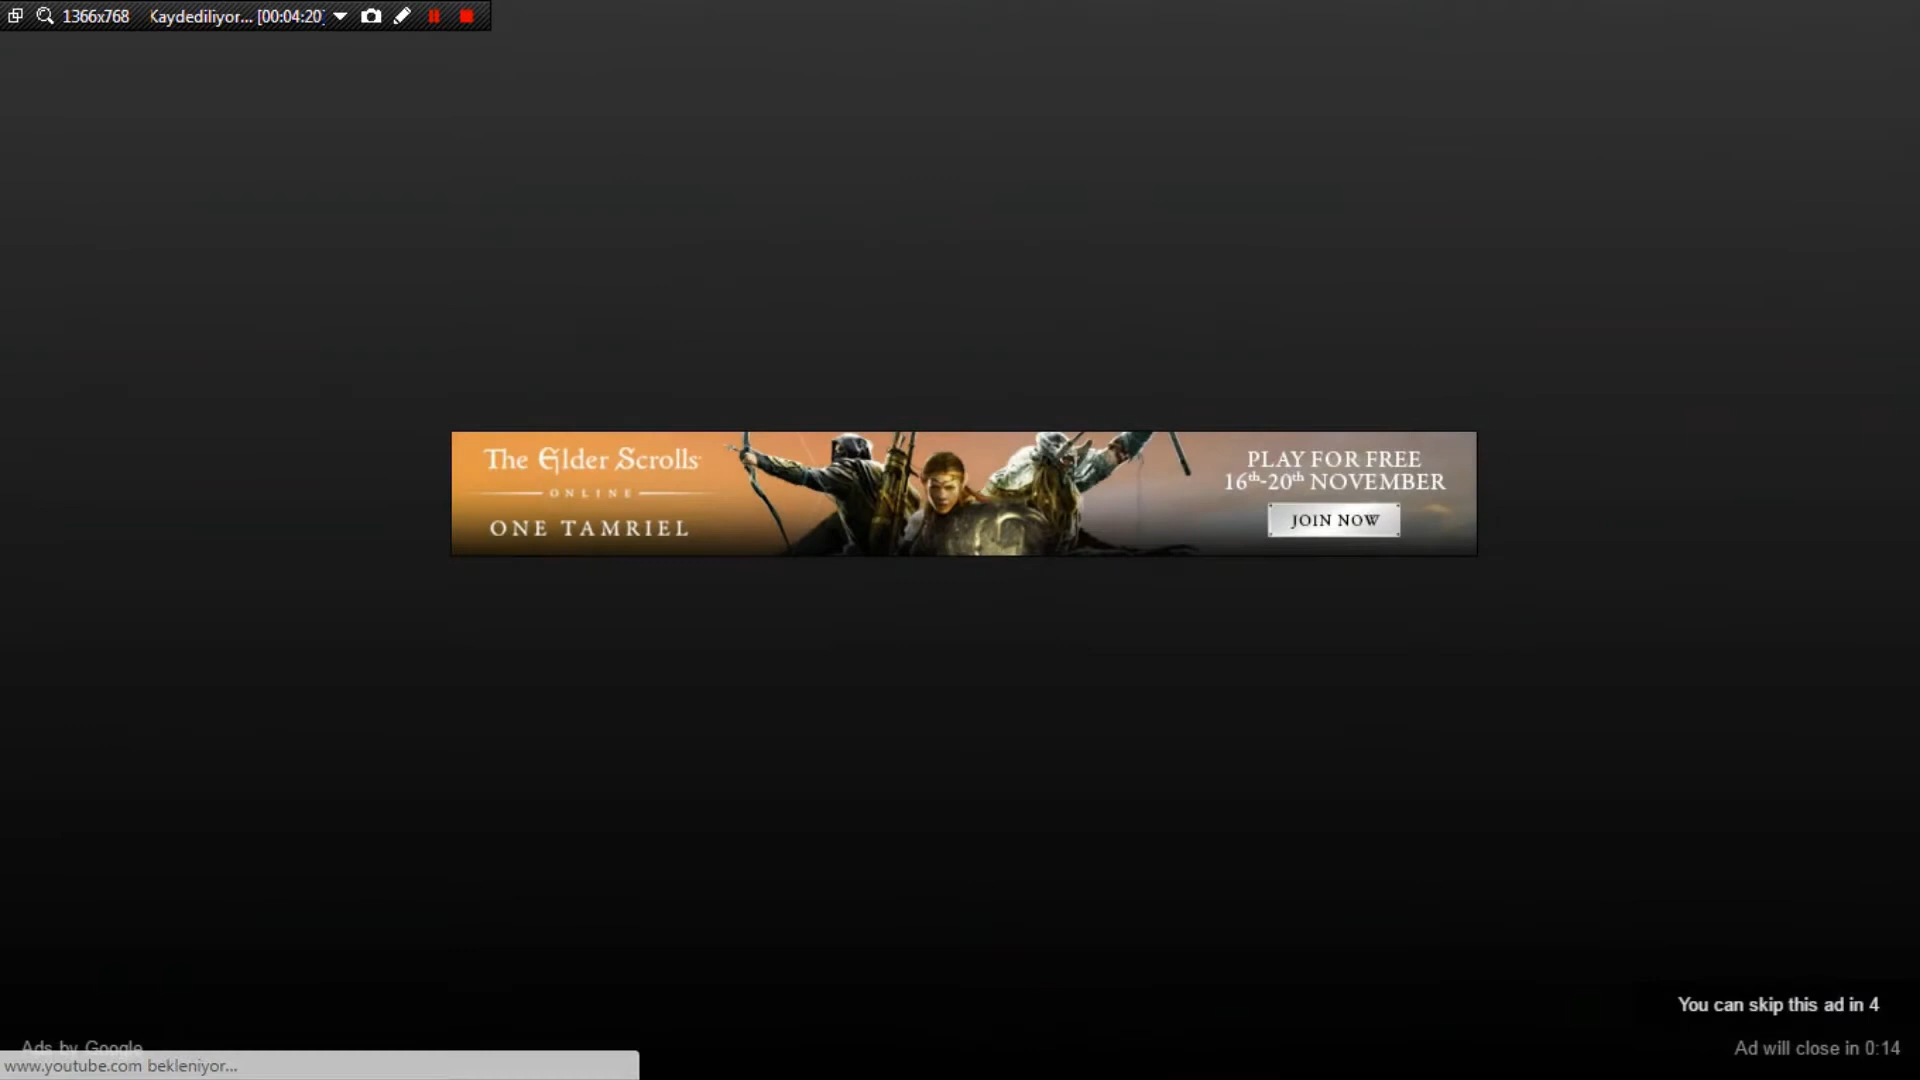 1366x768 Kaydediliyor... [00:04:20]
The Elder Scrolls
ONLINE
ONE TAMRIEL
PLAY FOR FREE
16th-20th NOVEMBER
JOIN NOW
You can skip this ad in 4
Ads by Google
Ad will close in 0:14
www.youtube.com bekleniyor...